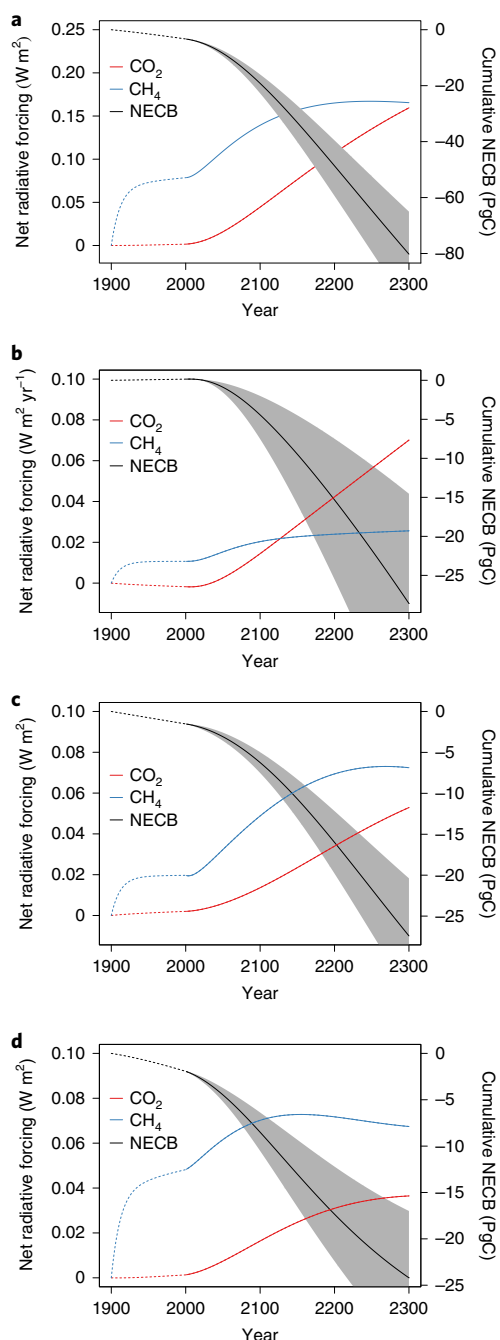 a
Net radiative forcing (W m²)
0.25
0.20
0.15
0.10
0.05
0
CO₂
CH₄
NECB
0
−20
−40
−60
−80
Cumulative NECB (PgC)
1900 2000 2100 2200 2300
Year
b
Net radiative forcing (W m² yr⁻¹)
0.10
0.08
0.06
0.04
0.02
0
CO₂
CH₄
NECB
0
−5
−10
−15
−20
−25
Cumulative NECB (PgC)
1900 2000 2100 2200 2300
Year
c
Net radiative forcing (W m²)
0.10
0.08
0.06
0.04
0.02
0
CO₂
CH₄
NECB
0
−5
−10
−15
−20
−25
Cumulative NECB (PgC)
1900 2000 2100 2200 2300
Year
d
Net radiative forcing (W m²)
0.10
0.08
0.06
0.04
0.02
0
CO₂
CH₄
NECB
0
−5
−10
−15
−20
−25
Cumulative NECB (PgC)
1900 2000 2100 2200 2300
Year